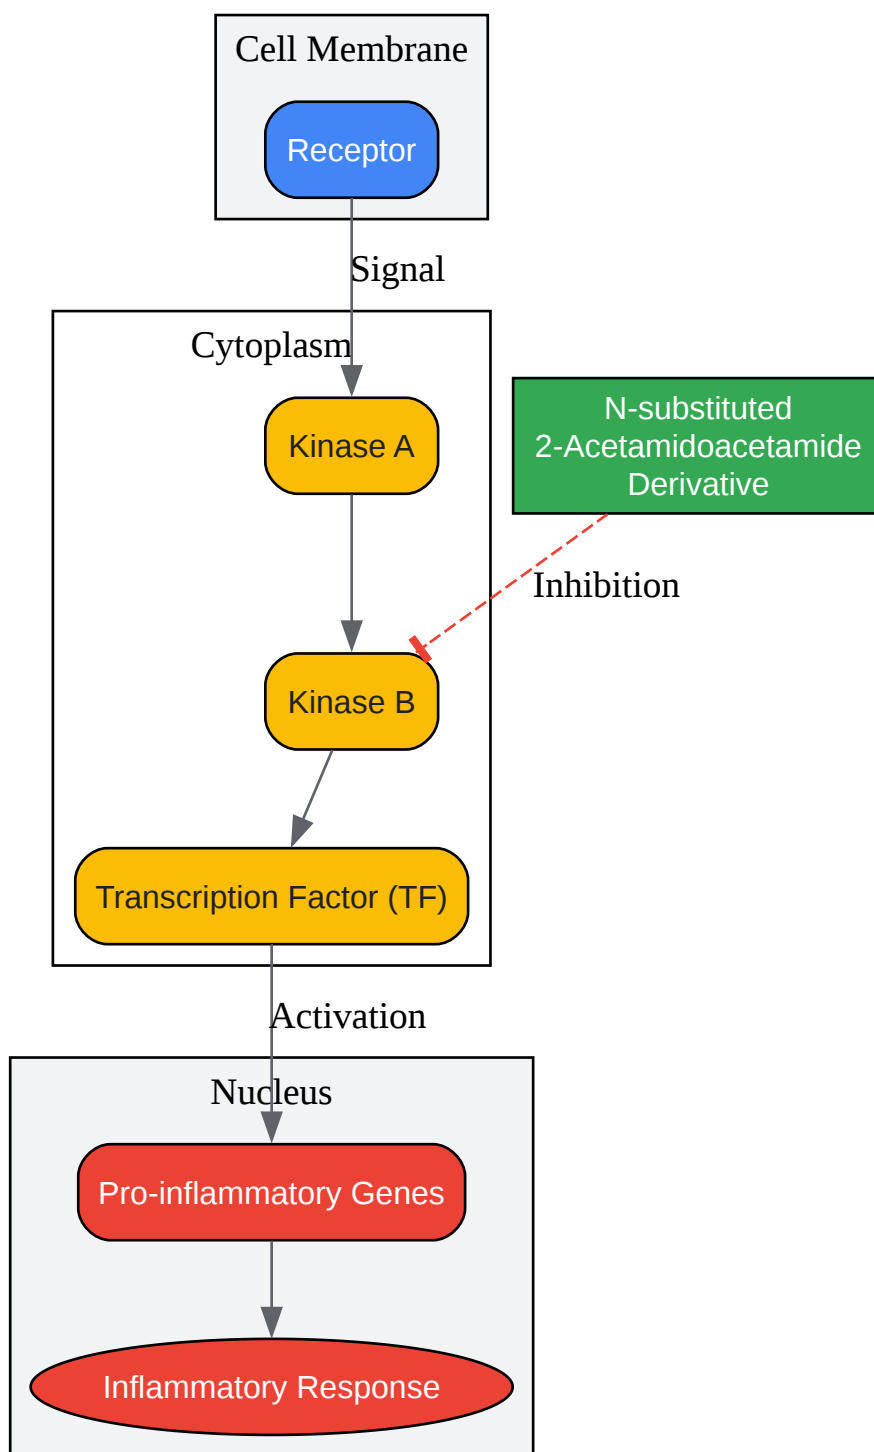 Cell Membrane
Receptor
Signal
Cytoplasm
Kinase A
N-substituted
2-Acetamidoacetamide
Derivative
Inhibition
Kinase B
Transcription Factor (TF)
Activation
Nucleus
Pro-inflammatory Genes
Inflammatory Response